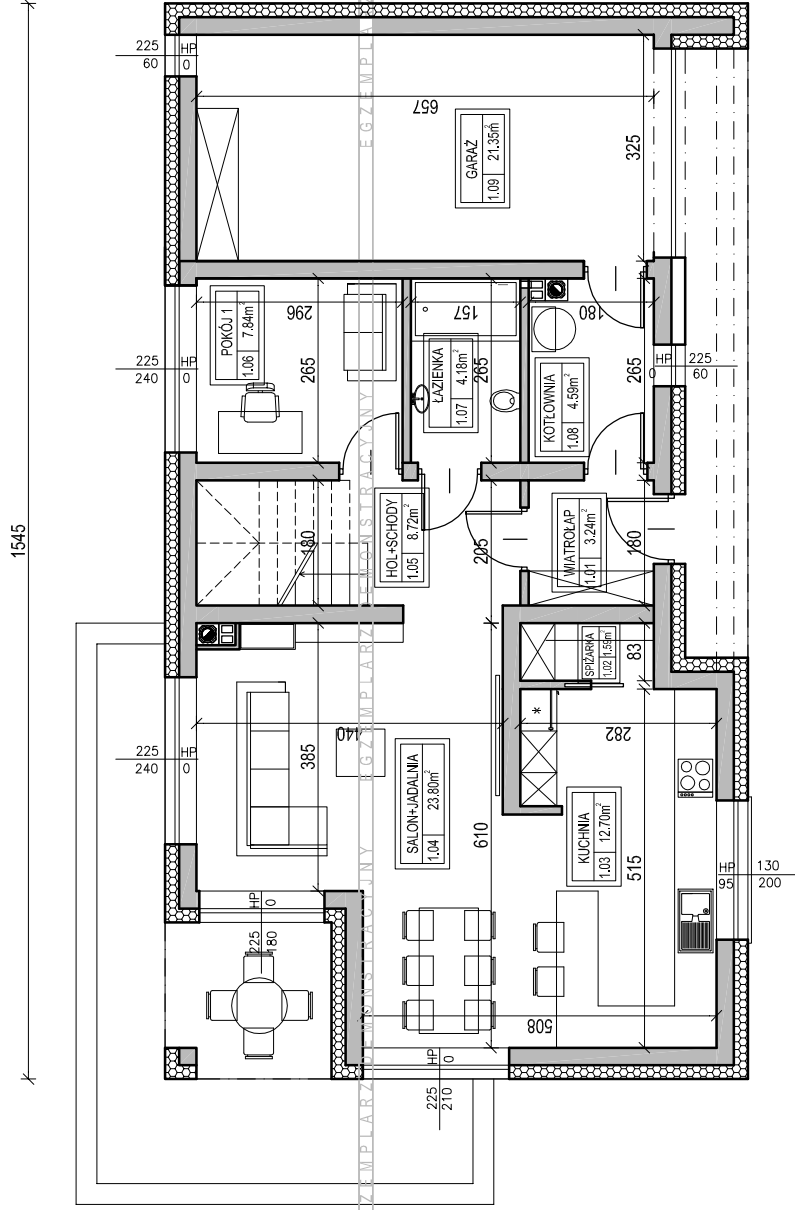 225 HP
60 0
657
325
GARAŻ
1.09 21.35m²
296
157
180
POKÓJ 1
1.06 7.84m²
265
ŁAZIENKA
1.07 4.18m²
265
KOTŁOWNIA
1.08 4.59m²
265
225 HP
240 0
HP 225
0 60
180
HOL+SCHODY
1.05 8.72m²
205
WIATROŁAP
1.01 3.24m²
180
1545
SPIŻARKA
1.02 1.59m²
83
*
140
282
225 HP
240 0
385
SALON+JADALNIA
1.04 23.80m²
610
KUCHNIA
1.03 12.70m²
515
HP 130
95 200
HP
0
225
180
508
HP
0
225
210
EGZEMPLARZ DEMONSTRACYJNY EGZEMPLARZ DEMONSTRACYJNY EGZEMPLA